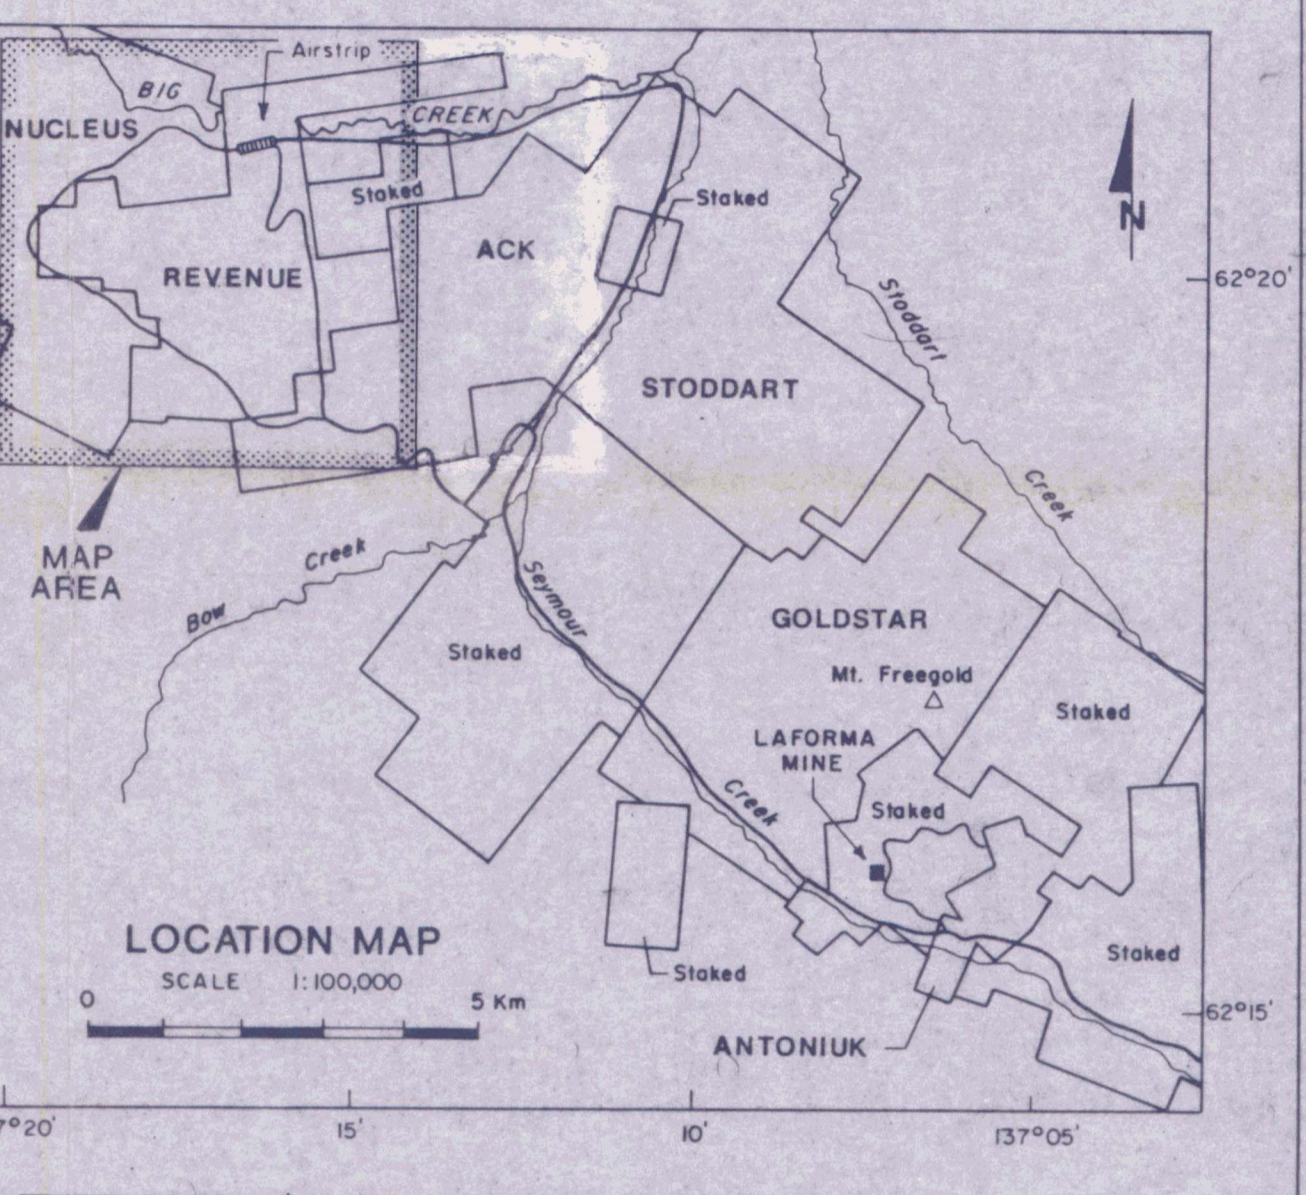 Airstrip
BIG
CREEK
NUCLEUS
Staked
Staked
ACK
REVENUE
N
62°20'
Stoddart
STODDART
Creek
MAP
AREA
Creek
Bow
Seymour
Staked
GOLDSTAR
Mt. Freegold
Staked
LAFORMA
MINE
Creek
Staked
LOCATION MAP
SCALE 1:100,000
0 5 Km
Staked
Staked
62°15'
ANTONIUK
7°20' 15' 10' 137°05'